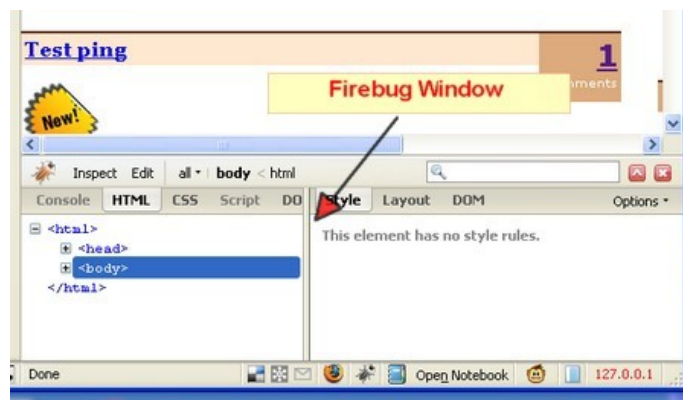 Test ping
1
mments
New!
Firebug Window
Inspect Edit all body < html
Console HTML CSS Script DO
Style Layout DOM Options
<html>
<head>
<body>
</html>
This element has no style rules.
Done
Open Notebook
127.0.0.1